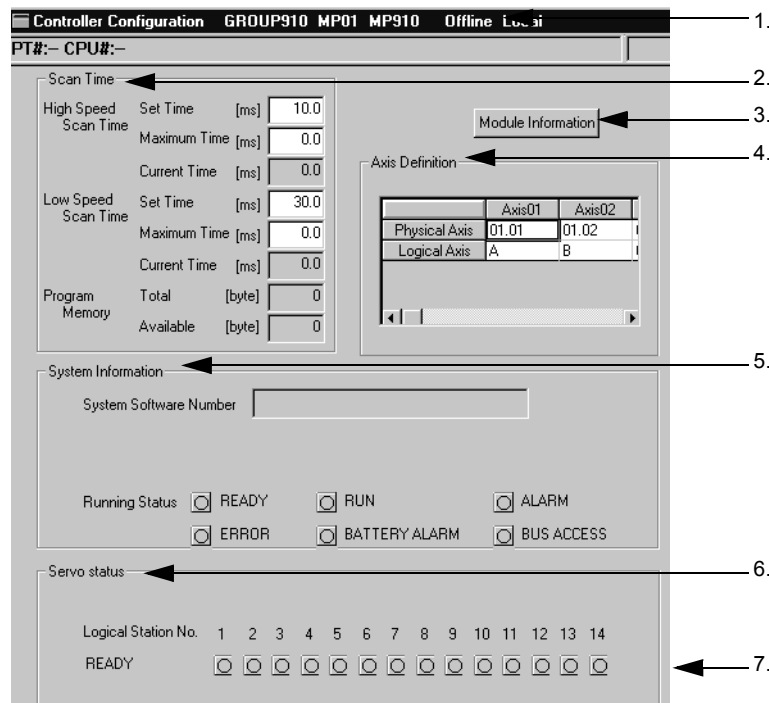 Controller Configuration GROUP910 MP01 MP910 Offline Local
1.
PT#:– CPU#:–
Scan Time
2.
High Speed Scan Time
Set Time [ms] 10.0
Maximum Time [ms] 0.0
Current Time [ms] 0.0
Low Speed Scan Time
Set Time [ms] 30.0
Maximum Time [ms] 0.0
Current Time [ms] 0.0
Program Memory
Total [byte] 0
Available [byte] 0
Module Information
3.
Axis Definition
4.
Axis01 Axis02
Physical Axis 01.01 01.02
Logical Axis A B
System Information
5.
System Software Number
Running Status READY RUN ALARM
ERROR BATTERY ALARM BUS ACCESS
Servo status
6.
Logical Station No. 1 2 3 4 5 6 7 8 9 10 11 12 13 14
READY
7.